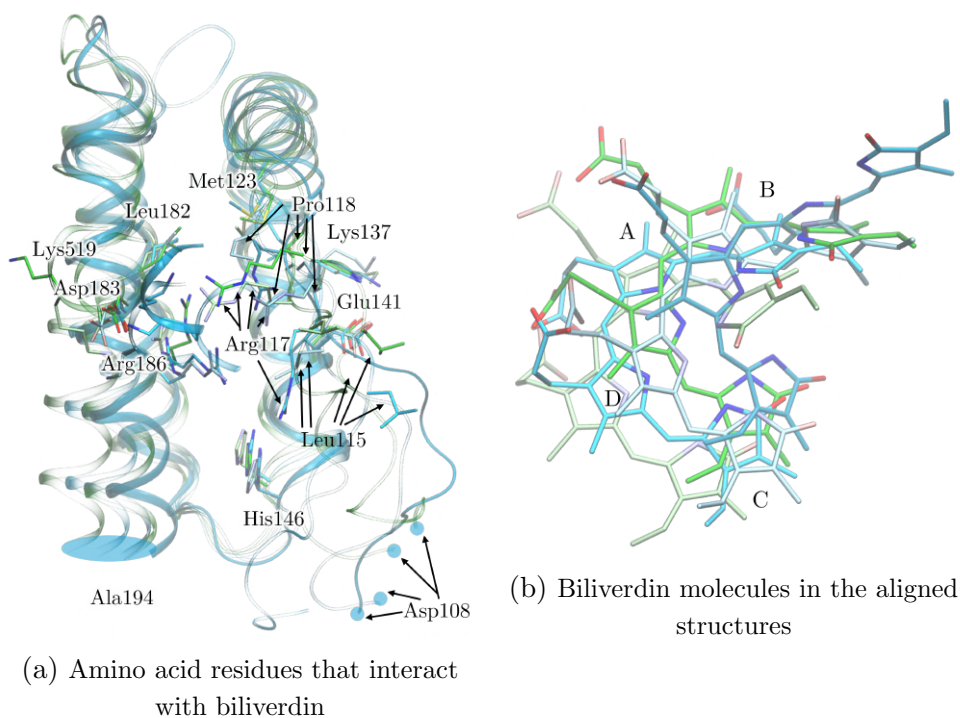 Met123
Pro118
Leu182
Lys137
Lys519
Asp183
Glu141
Arg117
Arg186
Leu115
His146
Ala194
Asp108
(a) Amino acid residues that interact
with biliverdin
B
A
D
C
(b) Biliverdin molecules in the aligned
structures